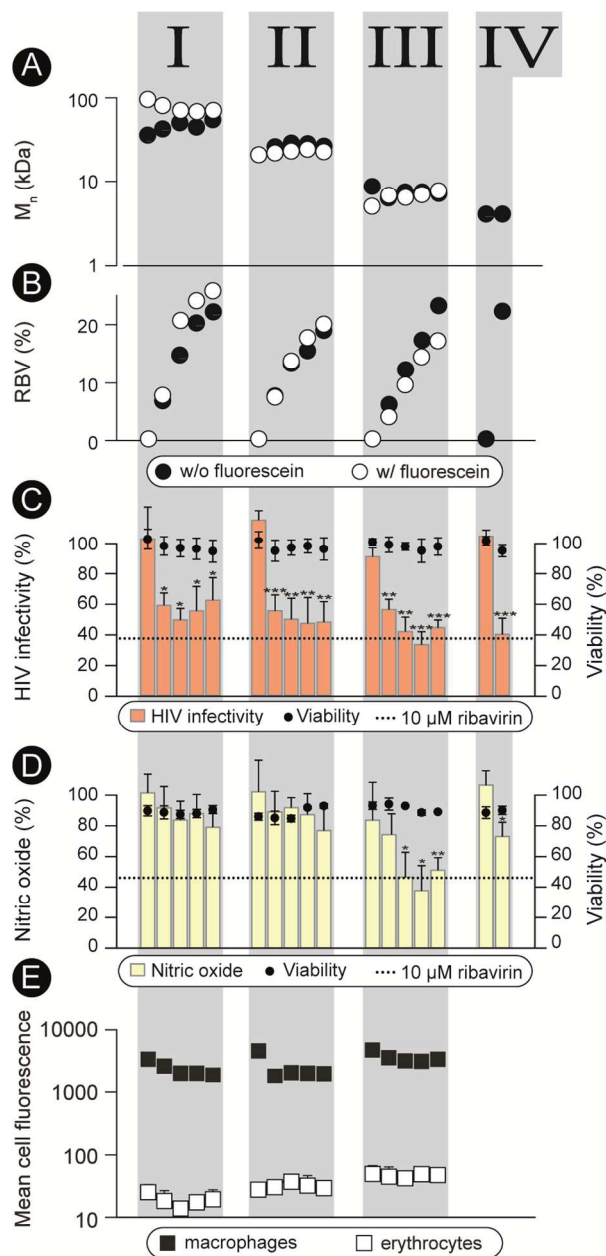 I II III IV
A
Mn (kDa)
100
10
1
B
RBV (%)
20
10
0
w/o fluorescein w/ fluorescein
C
HIV infectivity (%)
100
80
60
40
20
0
* * * *
*** ** ** **
** ** *** ***
***
100
80
60
40
20
0
Viability (%)
HIV infectivity Viability 10 µM ribavirin
D
Nitric oxide (%)
100
80
60
40
20
0
* * **
*
100
80
60
40
20
0
Viability (%)
Nitric oxide Viability 10 µM ribavirin
E
Mean cell fluorescence
10000
1000
100
10
macrophages erythrocytes